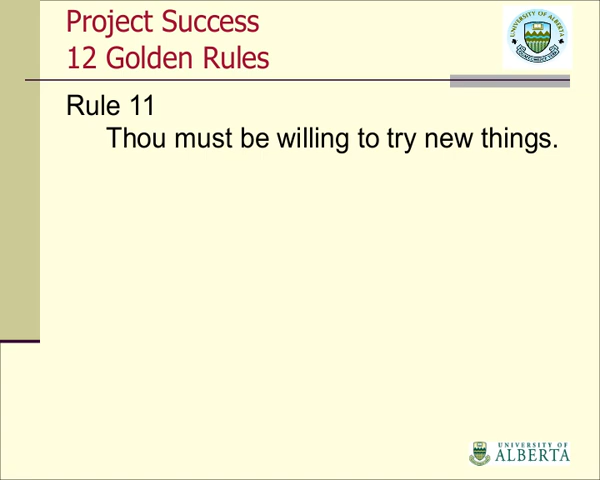 Project Success
12 Golden Rules
UNIVERSITY OF ALBERTA
Rule 11
Thou must be willing to try new things.
UNIVERSITY OF
ALBERTA